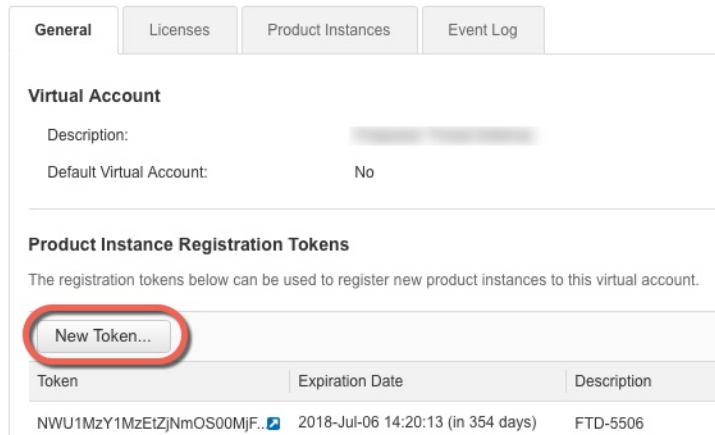 General Licenses Product Instances Event Log
Virtual Account
Description:
Default Virtual Account: No
Product Instance Registration Tokens
The registration tokens below can be used to register new product instances to this virtual account.
New Token...
Token Expiration Date Description
NWU1MzY1MzEtZjNmOS00MjF.. 2018-Jul-06 14:20:13 (in 354 days) FTD-5506